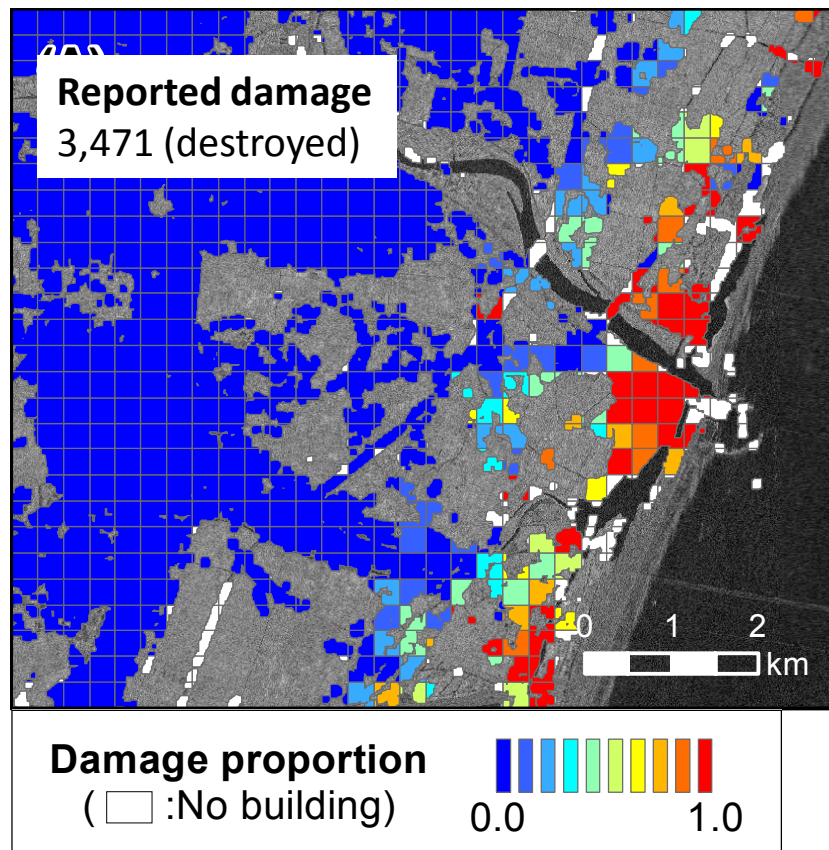 (A)
Reported damage
3,471 (destroyed)
0 1 2
km
Damage proportion
( :No building)
0.0 1.0